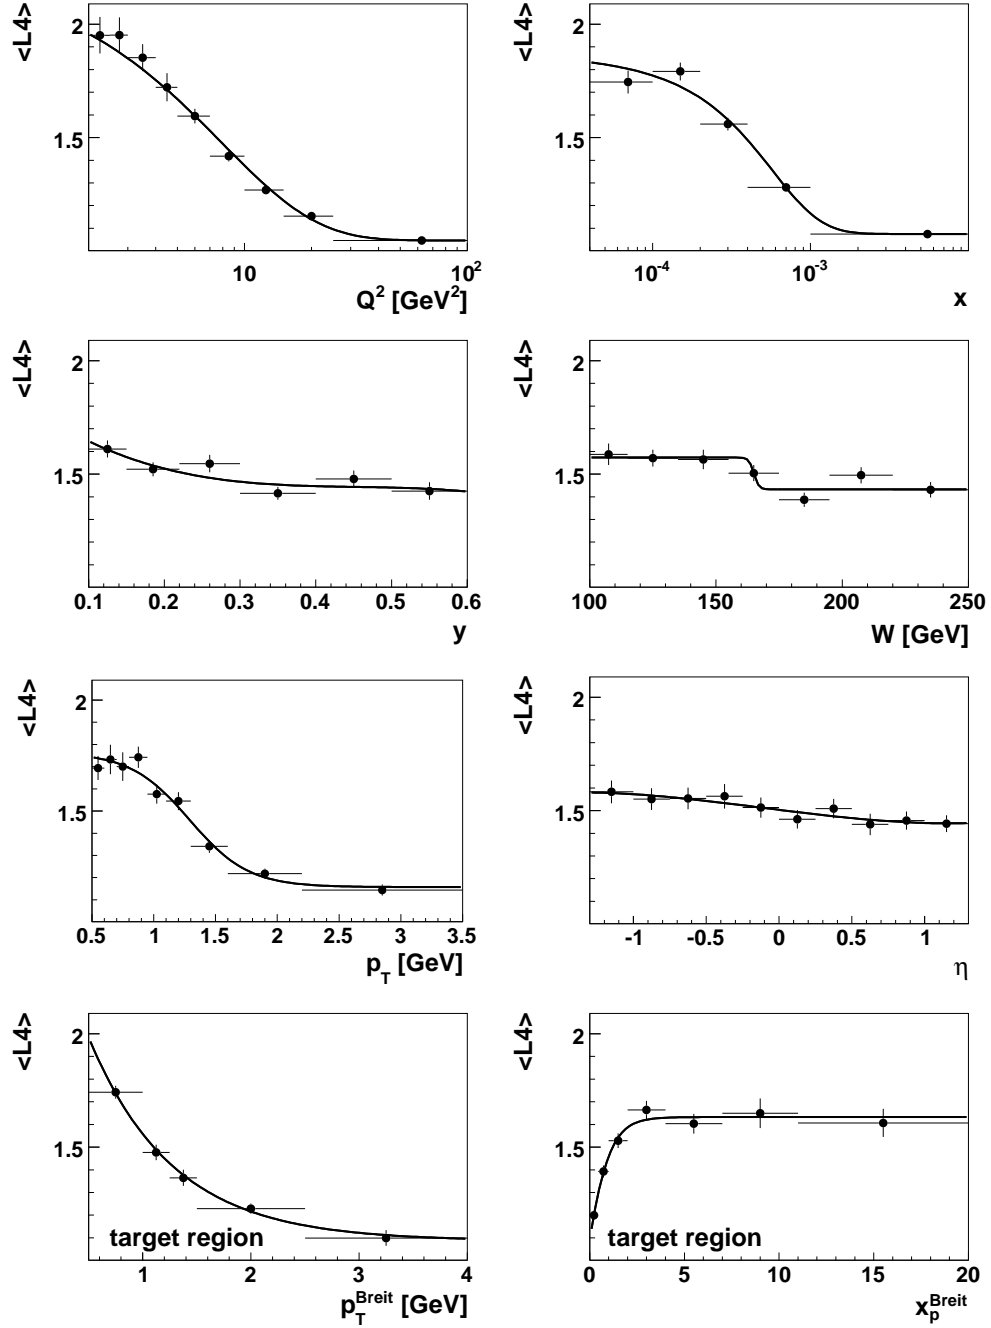 <L4>
2
1.5
10
10²
Q² [GeV²]
<L4>
2
1.5
10⁻⁴
10⁻³
x
<L4>
2
1.5
0.1 0.2 0.3 0.4 0.5 0.6
y
<L4>
2
1.5
100 150 200 250
W [GeV]
<L4>
2
1.5
0.5 1 1.5 2 2.5 3 3.5
p_T [GeV]
<L4>
2
1.5
-1 -0.5 0 0.5 1
η
<L4>
2
1.5
target region
1 2 3 4
p_T^Breit [GeV]
<L4>
2
1.5
target region
0 5 10 15 20
x_p^Breit